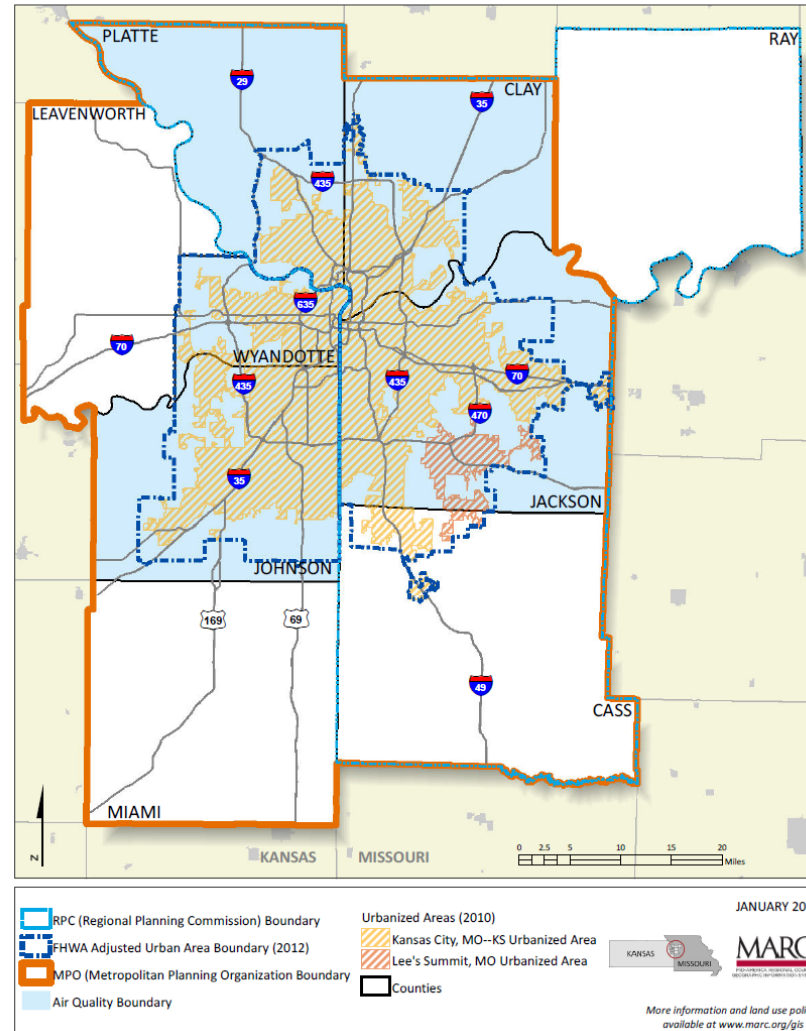 PLATTE
RAY
29
CLAY
35
LEAVENWORTH
435
635
70
WYANDOTTE
435
435
70
470
35
JACKSON
JOHNSON
169
69
49
CASS
MIAMI
N
KANSAS MISSOURI
0 2.5 5 10 15 20
Miles
JANUARY 20
RPC (Regional Planning Commission) Boundary
FHWA Adjusted Urban Area Boundary (2012)
MPO (Metropolitan Planning Organization Boundary
Air Quality Boundary
Urbanized Areas (2010)
Kansas City, MO--KS Urbanized Area
Lee's Summit, MO Urbanized Area
Counties
KANSAS
MISSOURI
MARC
More information and land use poli
available at www.marc.org/gis